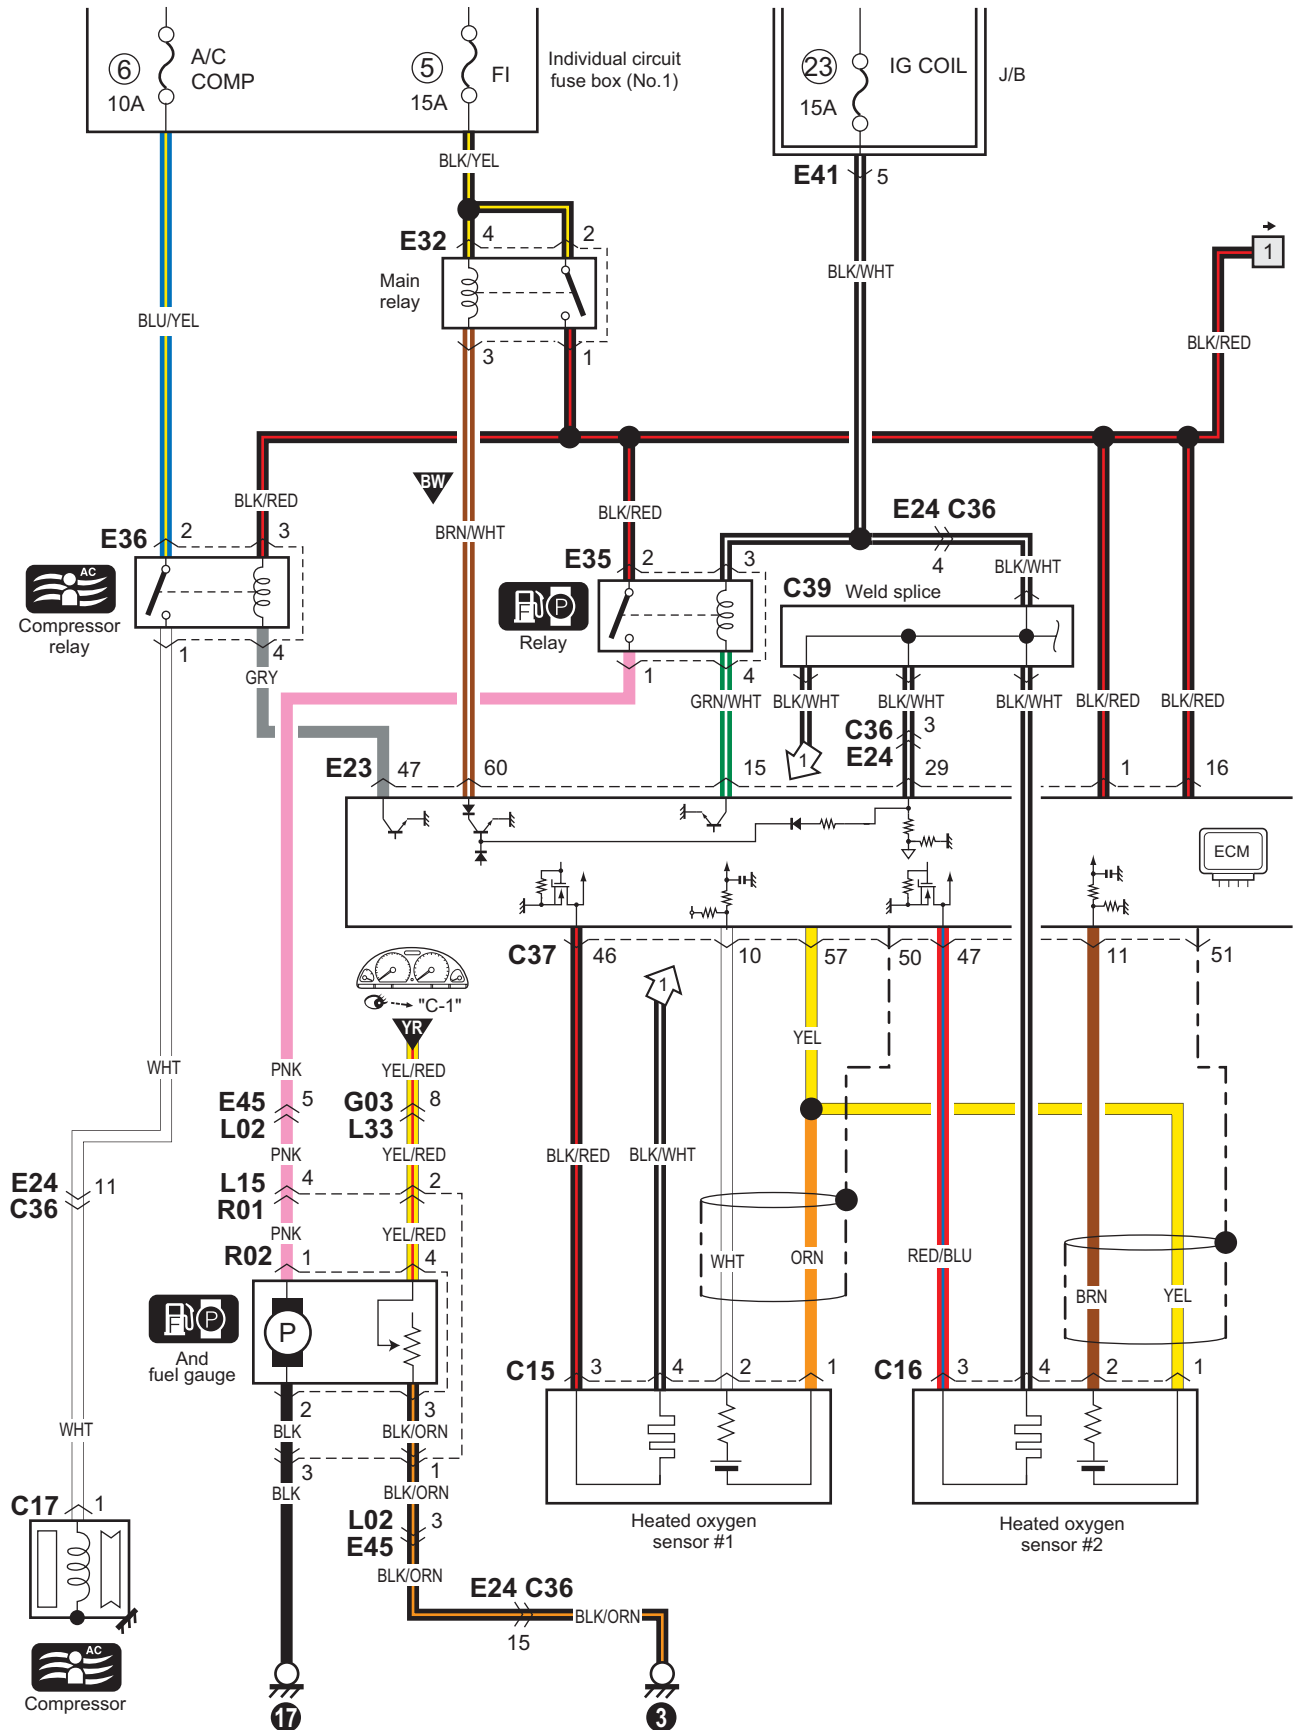 6
A/C
COMP
10A
5
FI
15A
Individual circuit
fuse box (No.1)
23
IG COIL
15A
J/B
BLK/YEL
E41 5
E32 4 2
Main
relay
3 1
1
BLK/WHT
BLU/YEL
BLK/RED
BW
BLK/RED
BRN/WHT
BLK/RED
E24 C36
4
BLK/WHT
E36 2 3
E35 2 3
AC
Compressor
relay
1 4
GRY
F P
Relay
1 4
C39 Weld splice
GRN/WHT
BLK/WHT
BLK/WHT
BLK/WHT
BLK/RED
BLK/RED
1
C36 3
E24
E23 47 60 15 29 1 16
ECM
C37 46 10 57 50 47 11 51
"C-1"
YR
1
YEL
WHT
PNK
YEL/RED
E45 5
L02
G03 8
L33
PNK
YEL/RED
BLK/RED
BLK/WHT
E24 11
C36
L15 4 2
R01
PNK
YEL/RED
R02 1 4
WHT
ORN
RED/BLU
BRN
YEL
F P
And
fuel gauge
P
2 3
BLK
BLK/ORN
3 1
BLK
BLK/ORN
C15 3 4 2 1
C16 3 4 2 1
WHT
C17 1
L02 3
E45
BLK/ORN
Heated oxygen
sensor #1
Heated oxygen
sensor #2
E24 C36
15
BLK/ORN
AC
Compressor
17
3